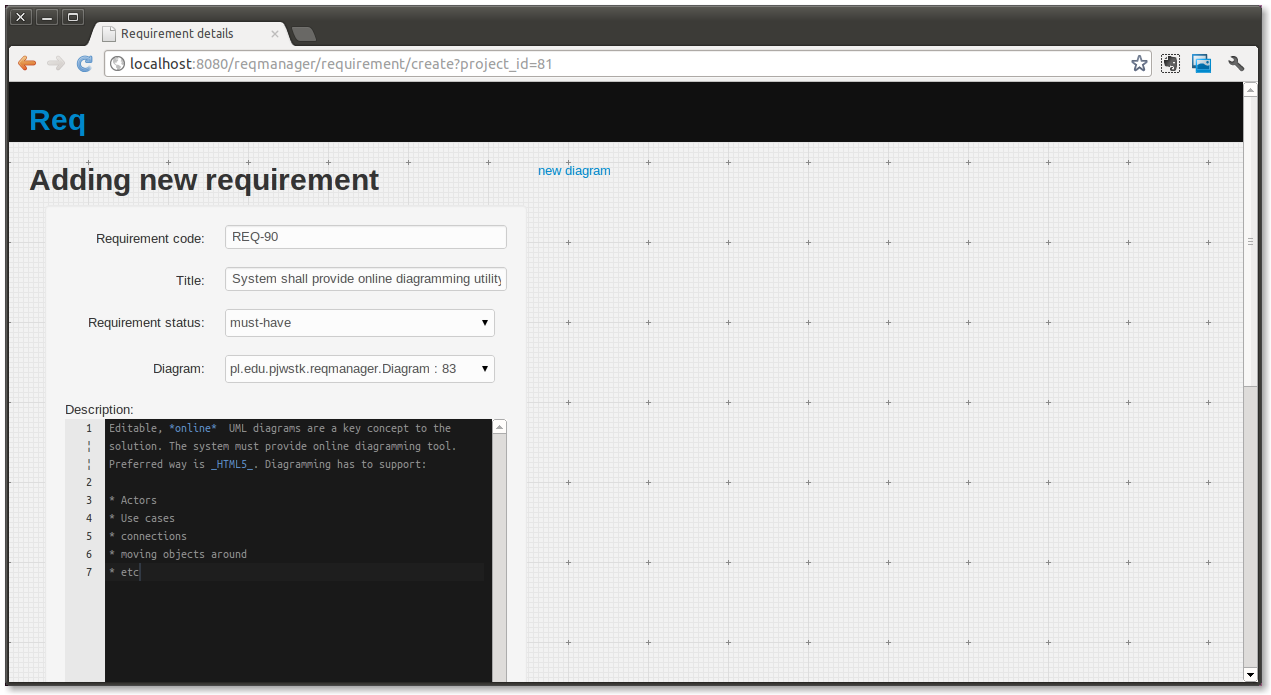 Requirement details
localhost:8080/reqmanager/requirement/create?project_id=81
Req
Adding new requirement
new diagram
Requirement code: REQ-90
Title: System shall provide online diagramming utility
Requirement status: must-have
Diagram: pl.edu.pjwstk.reqmanager.Diagram : 83
Description:
1 Editable, *online*  UML diagrams are a key concept to the
¦ solution. The system must provide online diagramming tool.
¦ Preferred way is _HTML5_. Diagramming has to support:
2
3 * Actors
4 * Use cases
5 * connections
6 * moving objects around
7 * etc